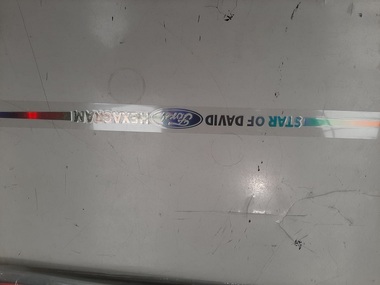 STAR OF DAVID Ford HEXAGRAM